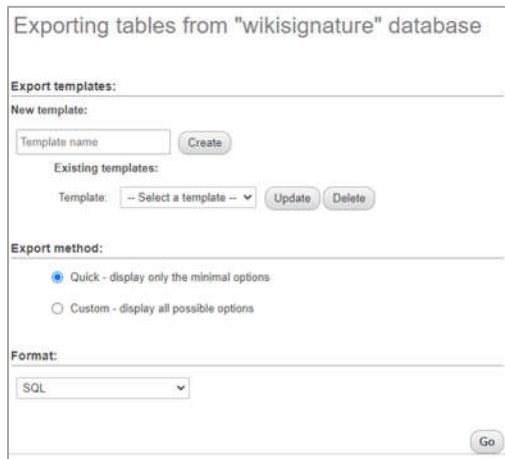 Exporting tables from "wikisignature" database
Export templates:
New template:
Template name Create
Existing templates:
Template: -- Select a template -- Update Delete
Export method:
Quick - display only the minimal options
Custom - display all possible options
Format:
SQL
Go